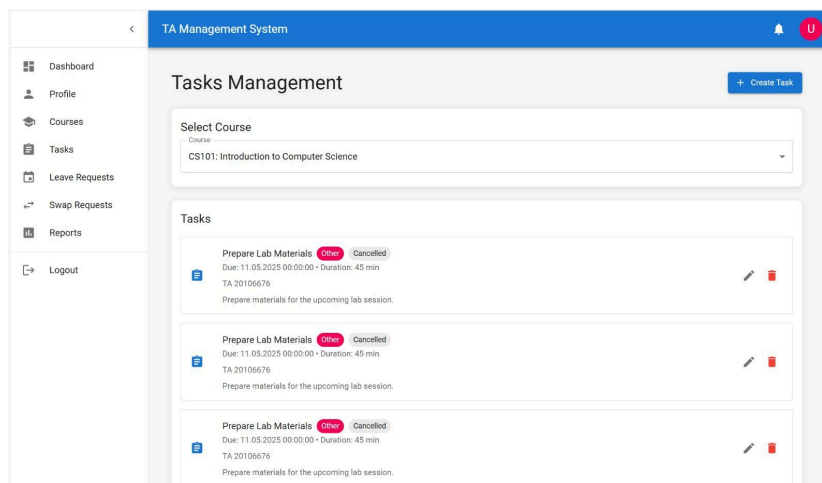 TA Management System
U
Dashboard
Profile
Courses
Tasks
Leave Requests
Swap Requests
Reports
Logout
Tasks Management
+ Create Task
Select Course
Course
CS101: Introduction to Computer Science
Tasks
Prepare Lab Materials Other Cancelled
Due: 11.05.2025 00:00:00 • Duration: 45 min
TA 20106676
Prepare materials for the upcoming lab session.
Prepare Lab Materials Other Cancelled
Due: 11.05.2025 00:00:00 • Duration: 45 min
TA 20106676
Prepare materials for the upcoming lab session.
Prepare Lab Materials Other Cancelled
Due: 11.05.2025 00:00:00 • Duration: 45 min
TA 20106676
Prepare materials for the upcoming lab session.